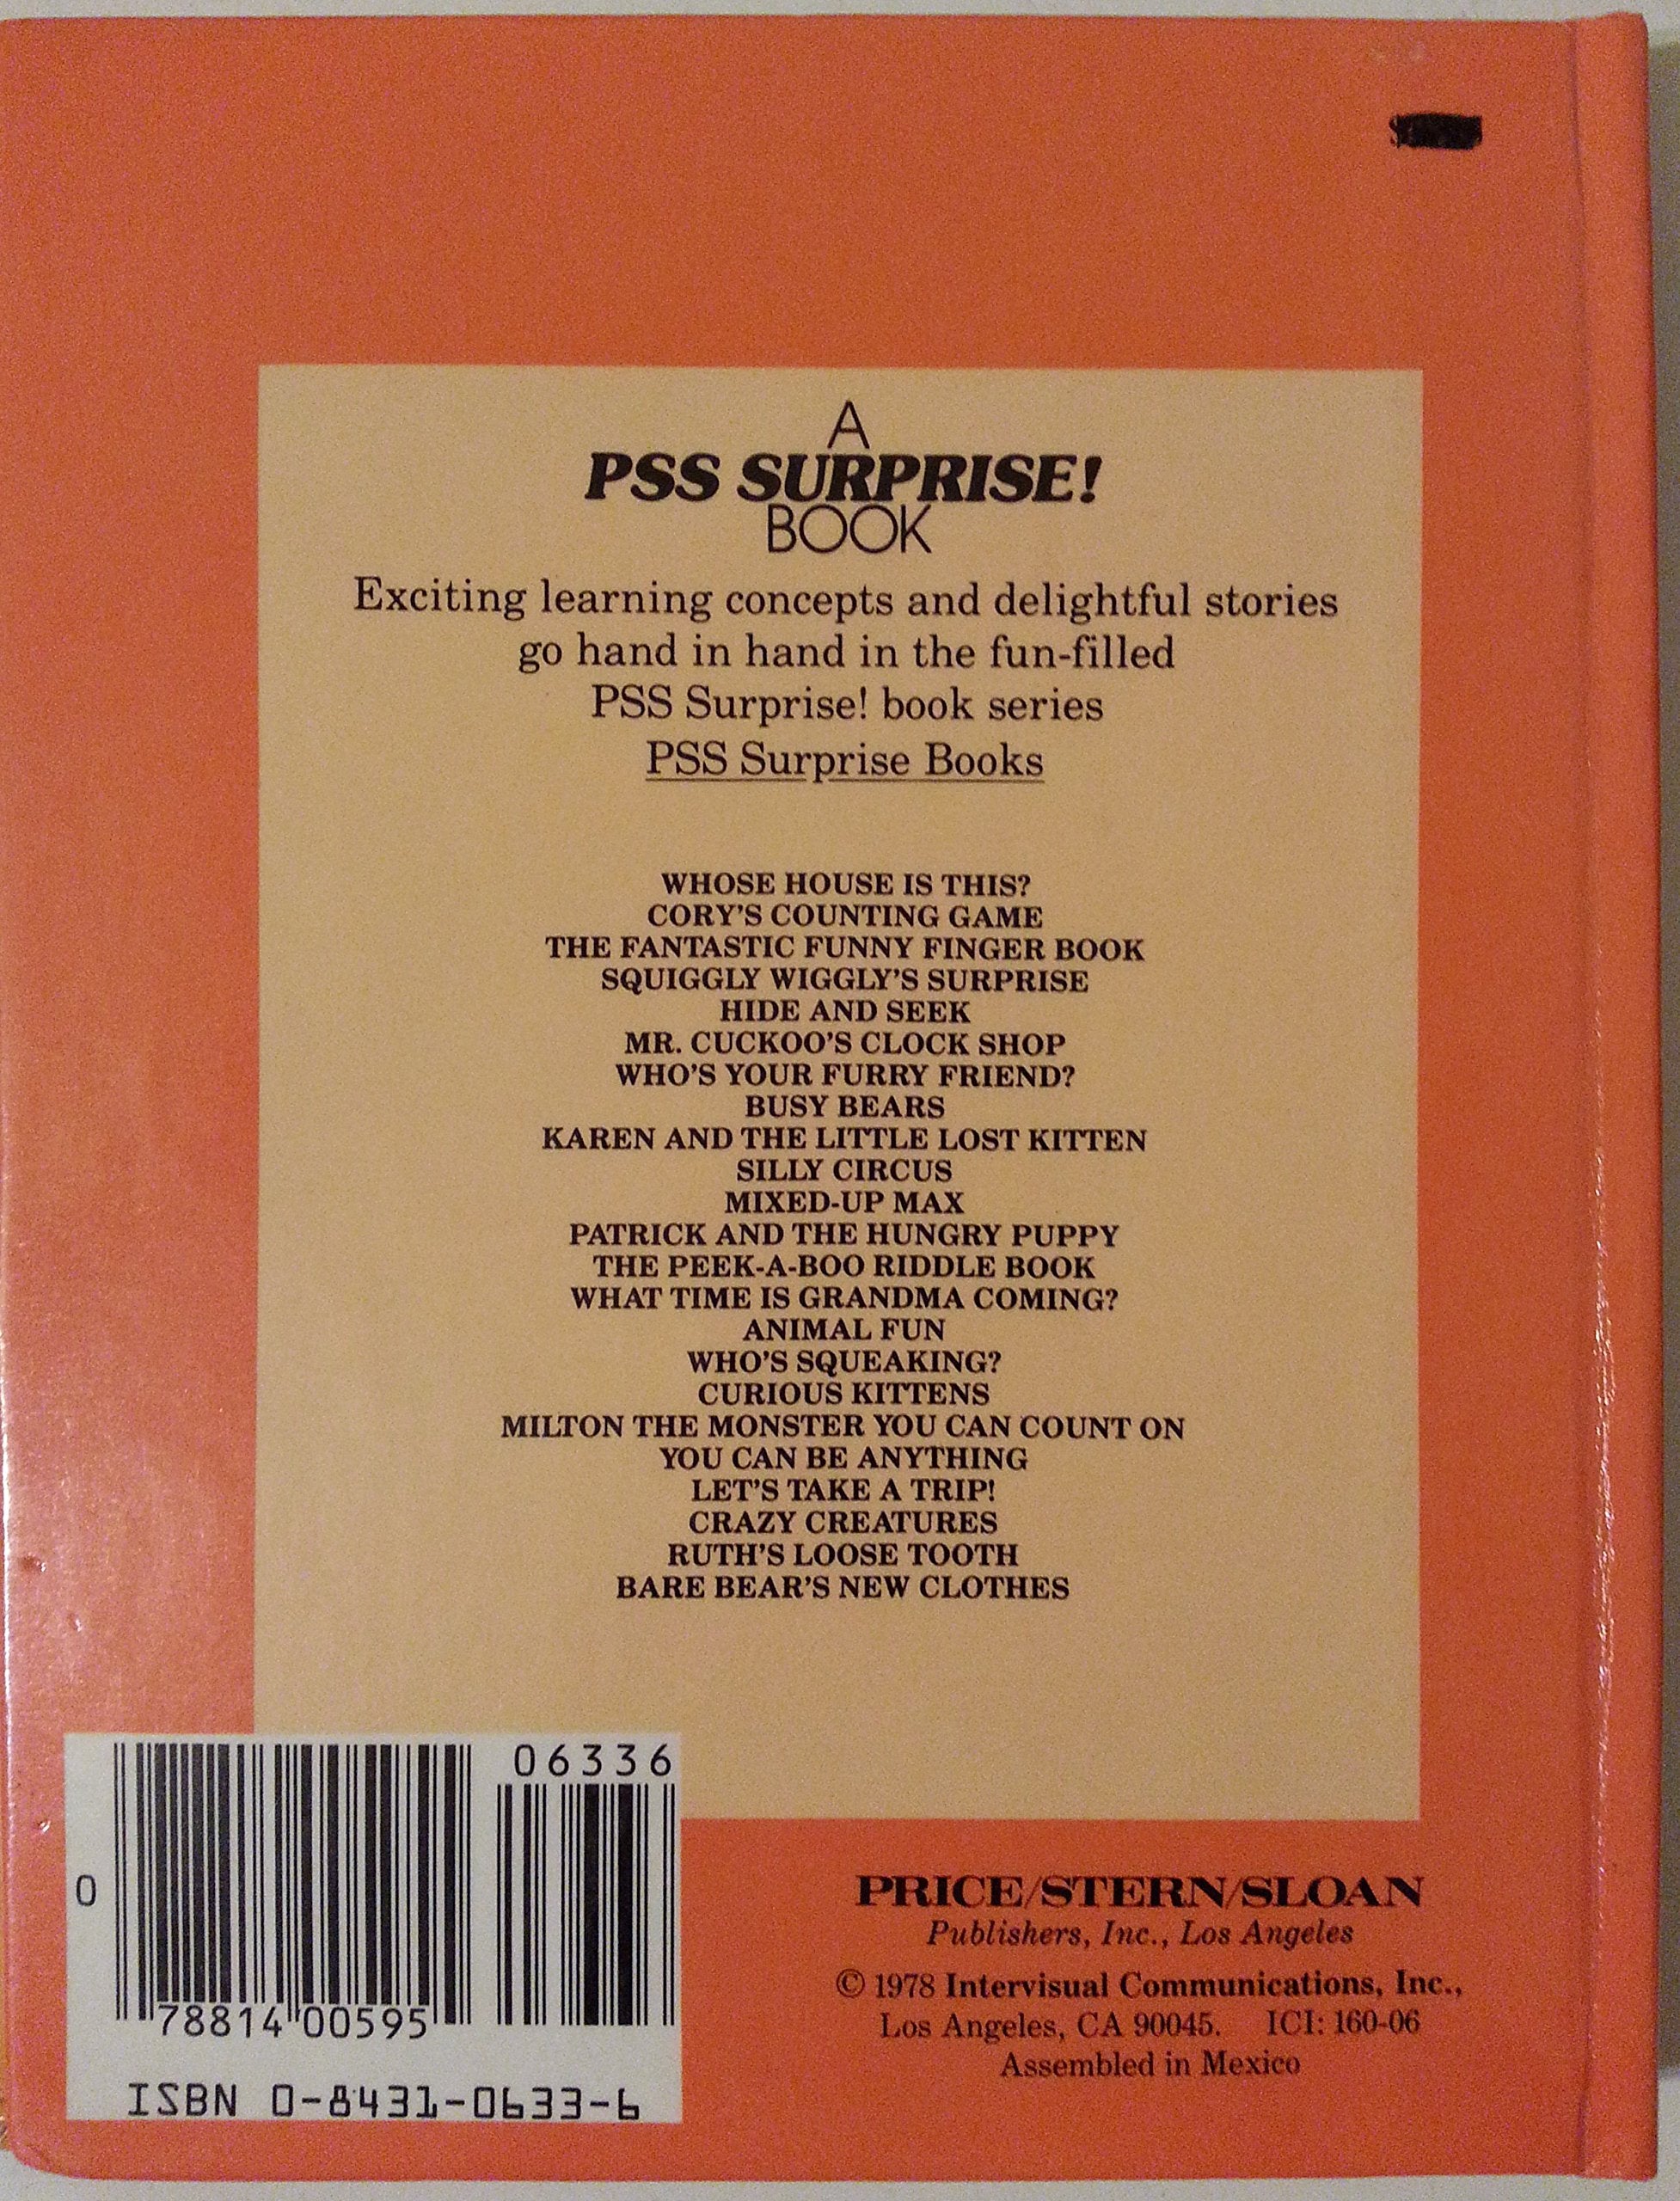 A
PSS SURPRISE!
BOOK
Exciting learning concepts and delightful stories
go hand in hand in the fun-filled
PSS Surprise! book series
PSS Surprise Books
WHOSE HOUSE IS THIS?
CORY'S COUNTING GAME
THE FANTASTIC FUNNY FINGER BOOK
SQUIGGLY WIGGLY'S SURPRISE
HIDE AND SEEK
MR. CUCKOO'S CLOCK SHOP
WHO'S YOUR FURRY FRIEND?
BUSY BEARS
KAREN AND THE LITTLE LOST KITTEN
SILLY CIRCUS
MIXED-UP MAX
PATRICK AND THE HUNGRY PUPPY
THE PEEK-A-BOO RIDDLE BOOK
WHAT TIME IS GRANDMA COMING?
ANIMAL FUN
WHO'S SQUEAKING?
CURIOUS KITTENS
MILTON THE MONSTER YOU CAN COUNT ON
YOU CAN BE ANYTHING
LET'S TAKE A TRIP!
CRAZY CREATURES
RUTH'S LOOSE TOOTH
BARE BEAR'S NEW CLOTHES
06336
0 78814 00595
ISBN 0-8431-0633-6
PRICE/STERN/SLOAN
Publishers, Inc., Los Angeles
© 1978 Intervisual Communications, Inc.,
Los Angeles, CA 90045. ICI: 160-06
Assembled in Mexico